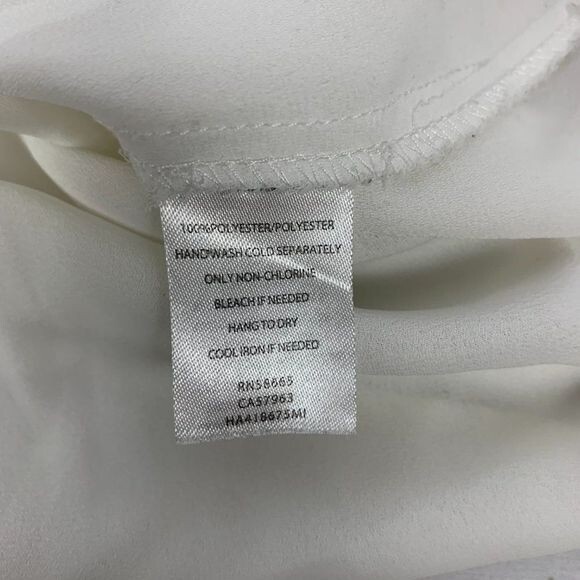 100%POLYESTER/POLYESTER
HANDWASH COLD SEPARATELY
ONLY NON-CHLORINE
BLEACH IF NEEDED
HANG TO DRY
COOL IRON IF NEEDED
RN58665
CA57963
HA418675MI